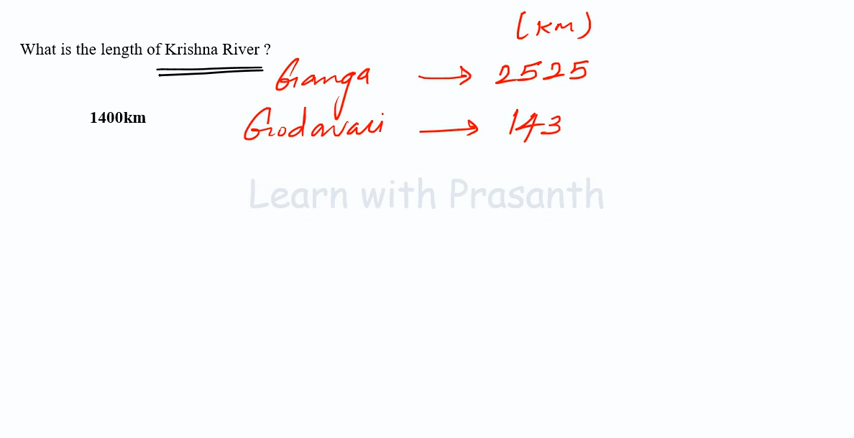 (KM)
What is the length of Krishna River ?
Ganga → 2525
1400km
Godavari → 143
Learn with Prasanth